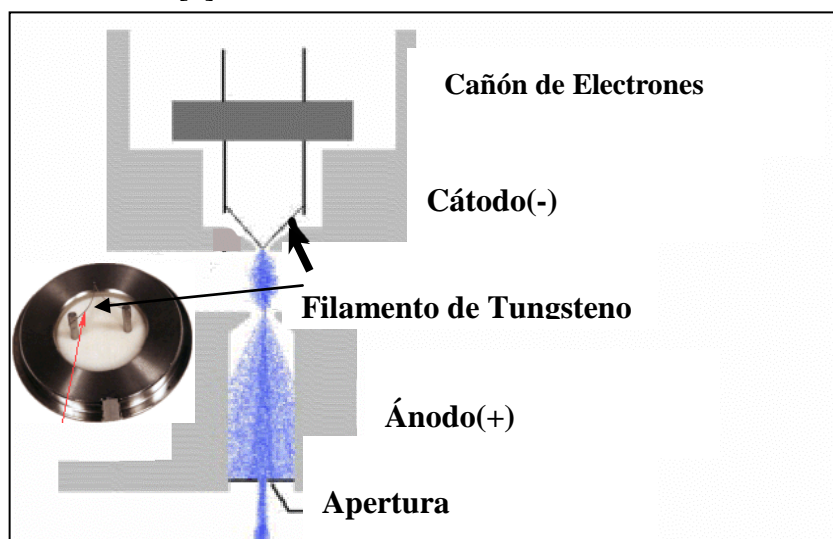 Cañón de Electrones
Cátodo(-)
Filamento de Tungsteno
Ánodo(+)
Apertura